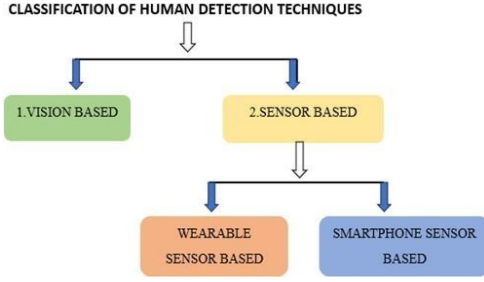 CLASSIFICATION OF HUMAN DETECTION TECHNIQUES
1.VISION BASED
2.SENSOR BASED
WEARABLE
SENSOR BASED
SMARTPHONE SENSOR
BASED